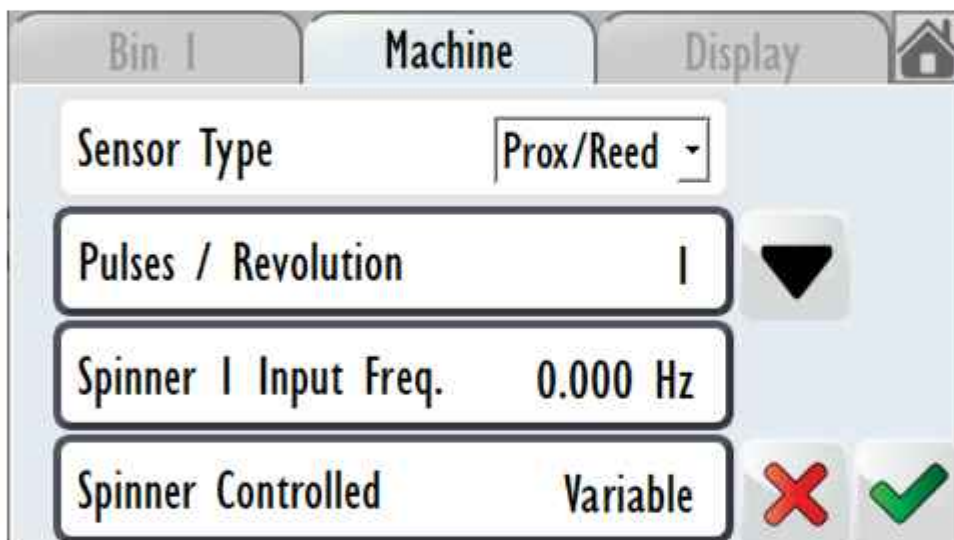 Bin 1
Machine
Display
Sensor Type Prox/Reed
Pulses / Revolution 1
Spinner 1 Input Freq. 0.000 Hz
Spinner Controlled Variable